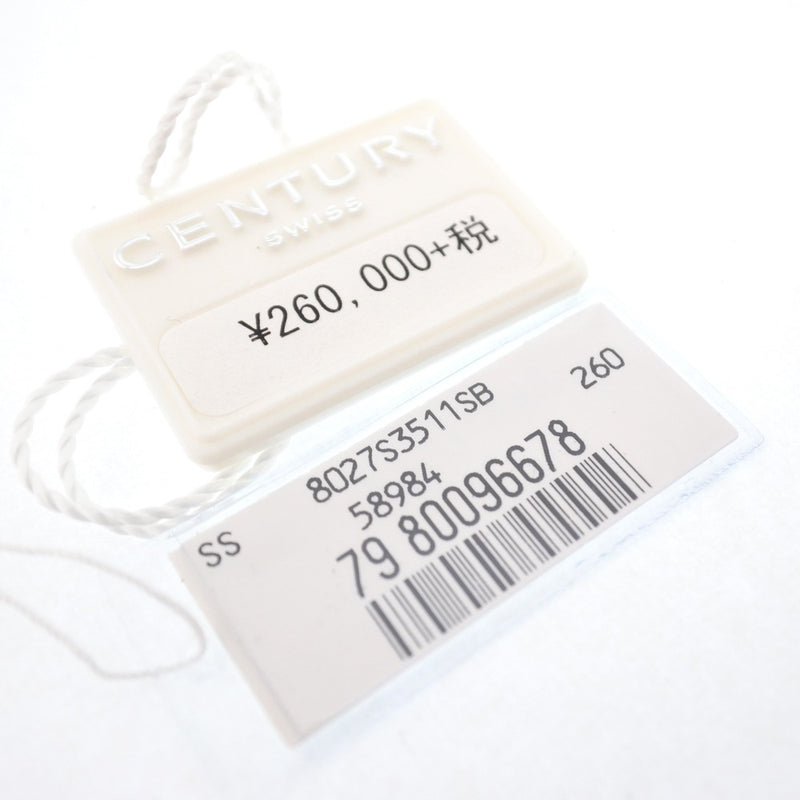 CENTURY
SWISS
¥260,000+税
8027S3511SB 260
58984
SS 79 80096678